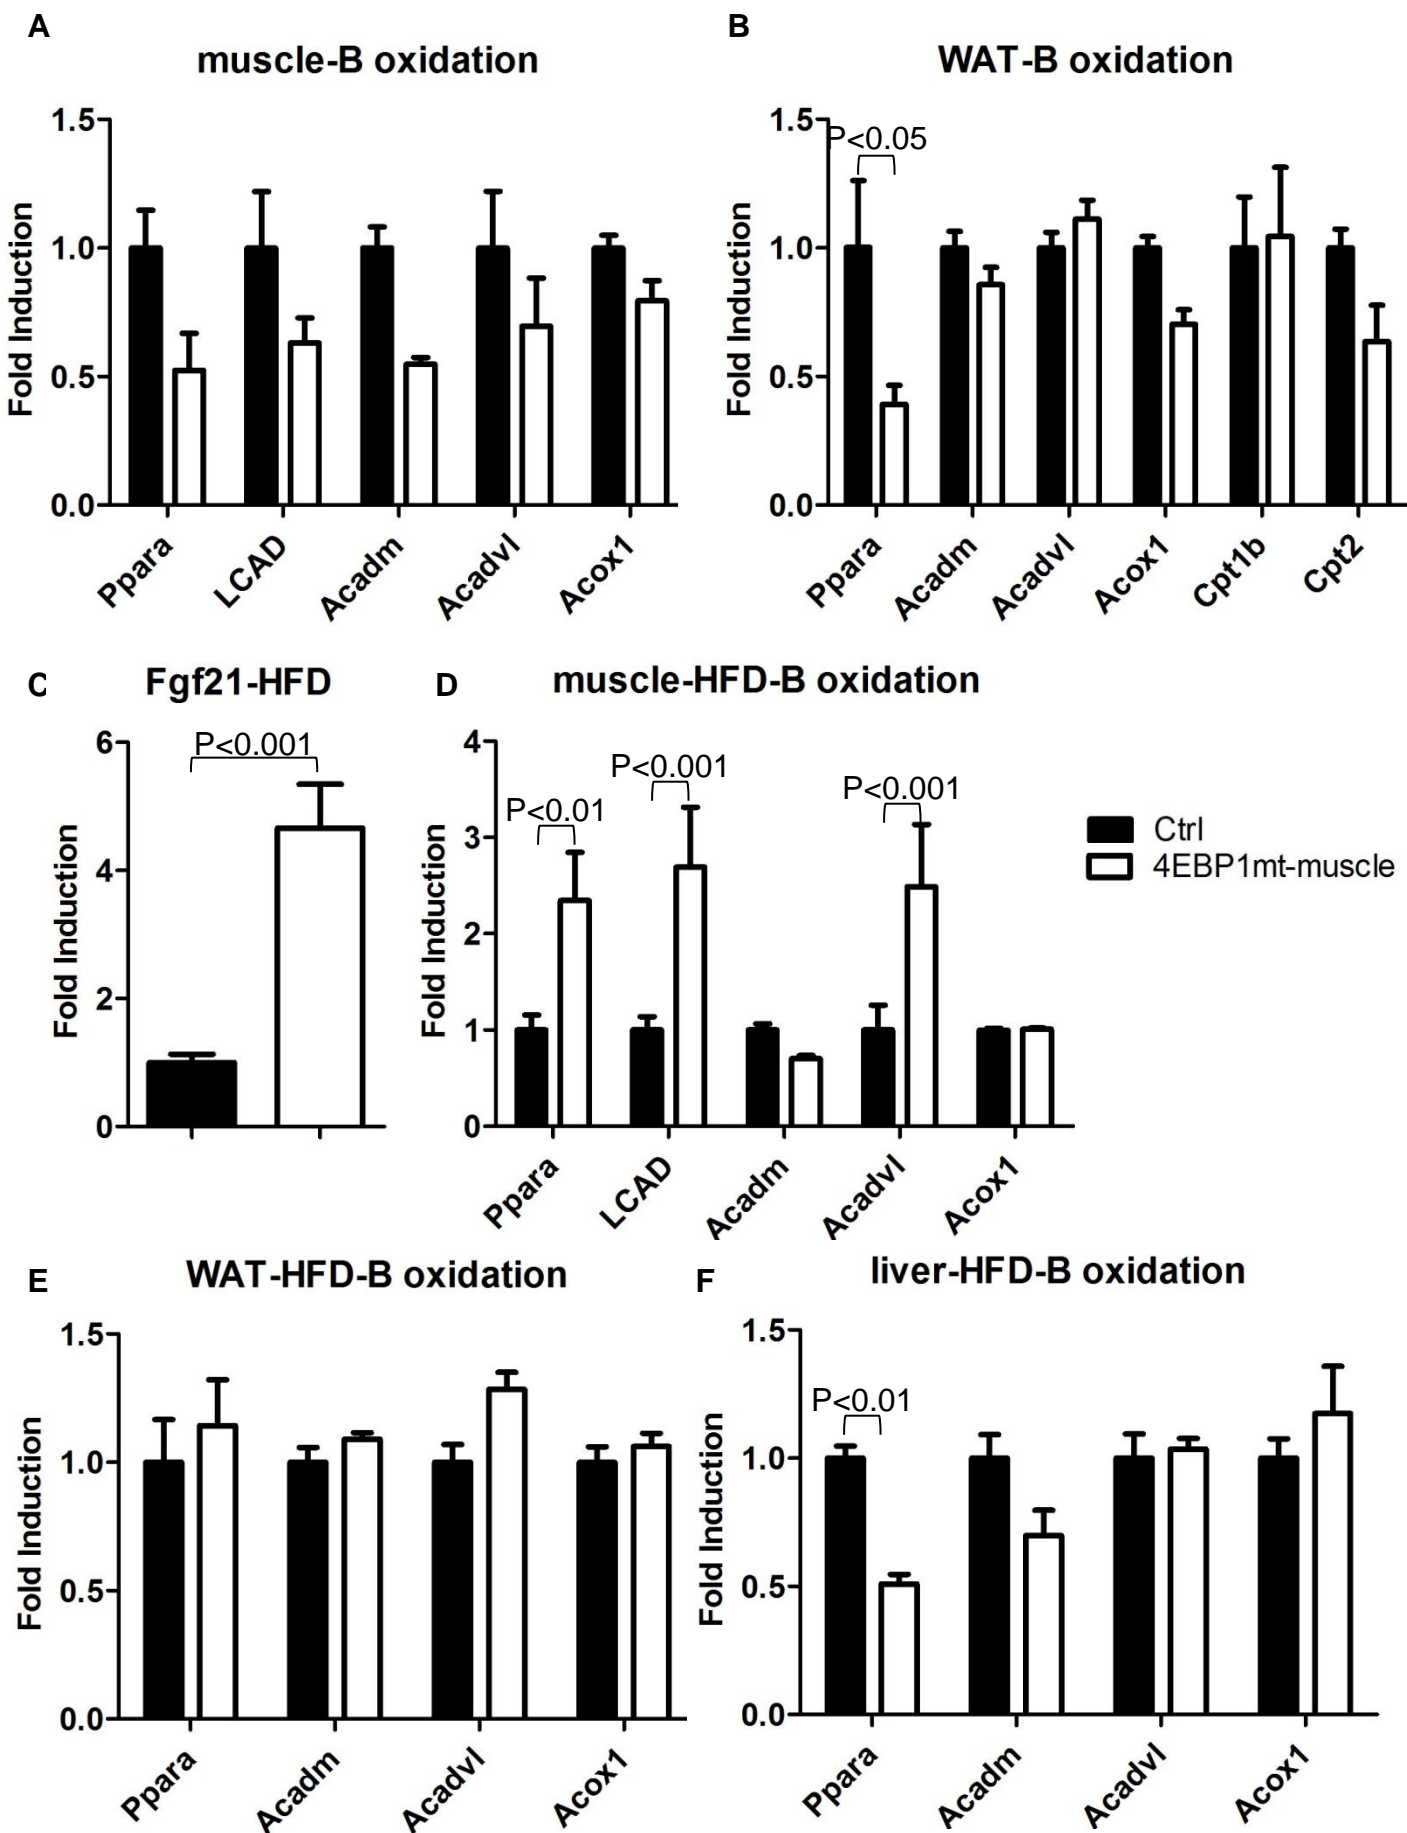 A
muscle-B oxidation
1.5
1.0
0.5
0.0
Fold Induction
Ppara
LCAD
Acadm
Acadvl
Acox1
B
WAT-B oxidation
P<0.05
1.5
1.0
0.5
0.0
Fold Induction
Ppara
Acadm
Acadvl
Acox1
Cpt1b
Cpt2
C
Fgf21-HFD
P<0.001
6
4
2
0
Fold Induction
D
muscle-HFD-B oxidation
P<0.01
P<0.001
P<0.001
4
3
2
1
0
Fold Induction
Ppara
LCAD
Acadm
Acadvl
Acox1
Ctrl
4EBP1mt-muscle
E
WAT-HFD-B oxidation
1.5
1.0
0.5
0.0
Fold Induction
Ppara
Acadm
Acadvl
Acox1
F
liver-HFD-B oxidation
P<0.01
1.5
1.0
0.5
0.0
Fold Induction
Ppara
Acadm
Acadvl
Acox1